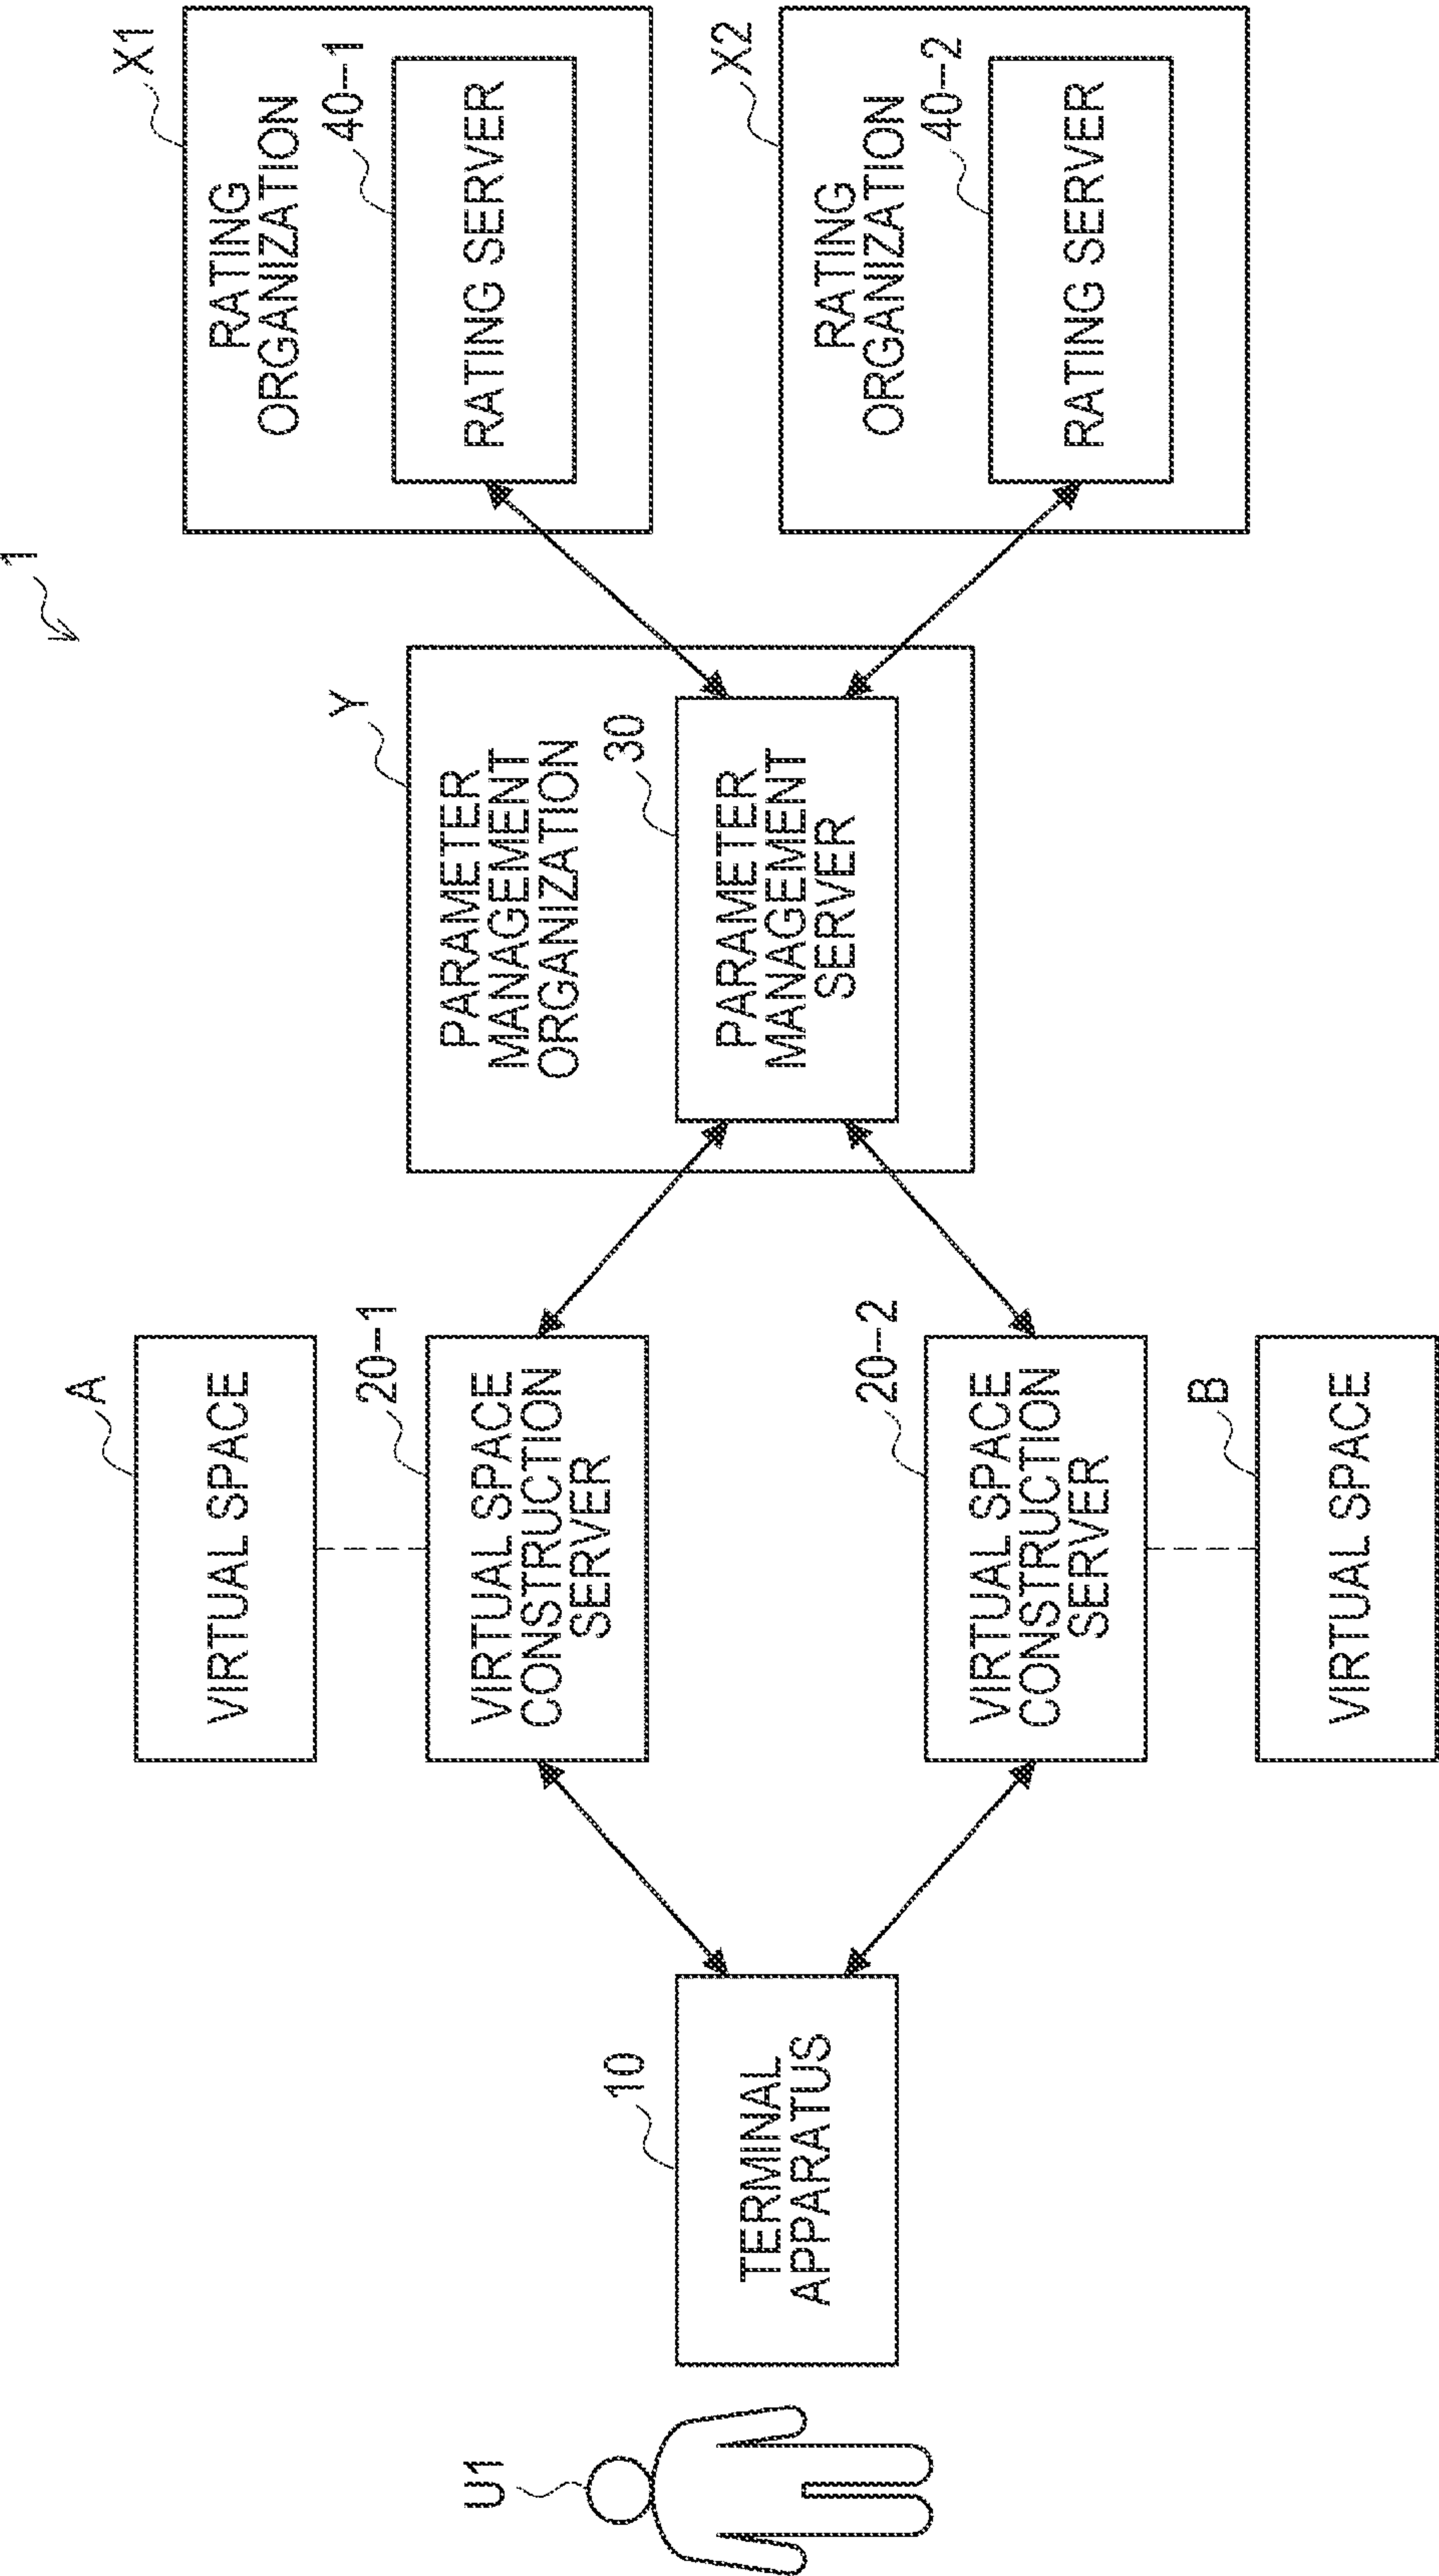 1
U1
10
TERMINAL
APPARATUS
A
VIRTUAL SPACE
20-1
VIRTUAL SPACE
CONSTRUCTION
SERVER
20-2
VIRTUAL SPACE
CONSTRUCTION
SERVER
B
VIRTUAL SPACE
Y
PARAMETER
MANAGEMENT
ORGANIZATION
30
PARAMETER
MANAGEMENT
SERVER
X1
RATING
ORGANIZATION
40-1
RATING SERVER
X2
RATING
ORGANIZATION
40-2
RATING SERVER